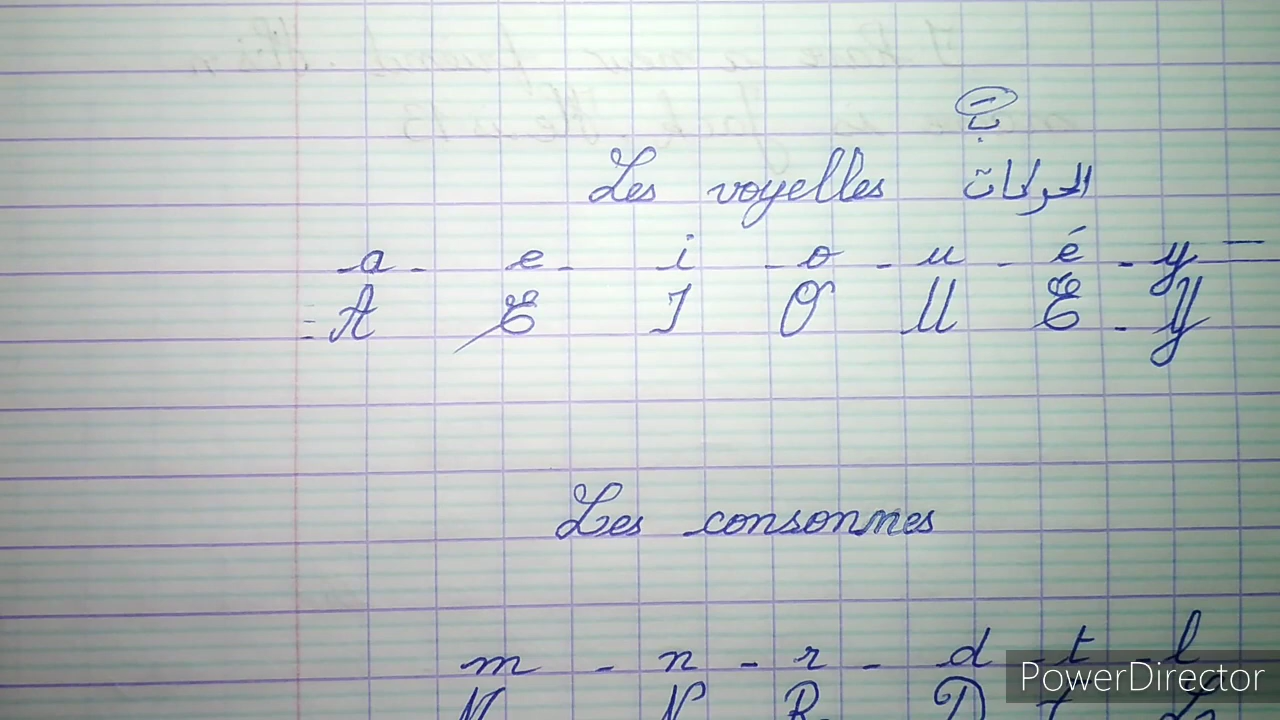 بَ
Les voyelles الحركات
a - e - i - o - u - é - y
A E I O U E - Y
Les consonnes
m - n - r - d - t - l
M N R D t L
PowerDirector